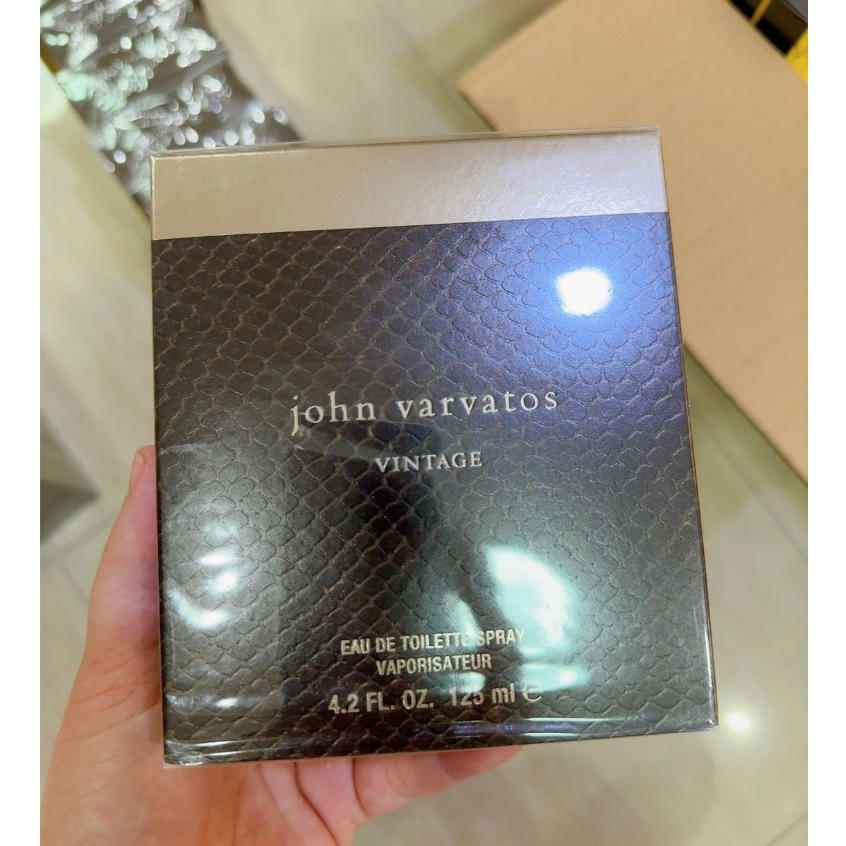 john varvatos
VINTAGE
EAU DE TOILETTE SPRAY
VAPORISATEUR
4.2 FL. OZ. 125 ml ℮